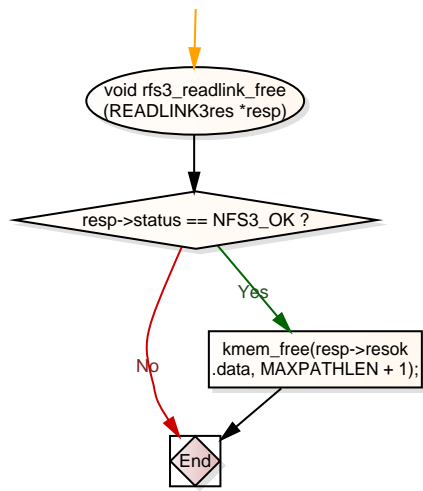 void rfs3_readlink_free
(READLINK3res *resp)
resp->status == NFS3_OK ?
Yes
kmem_free(resp->resok
.data, MAXPATHLEN + 1);
No
End